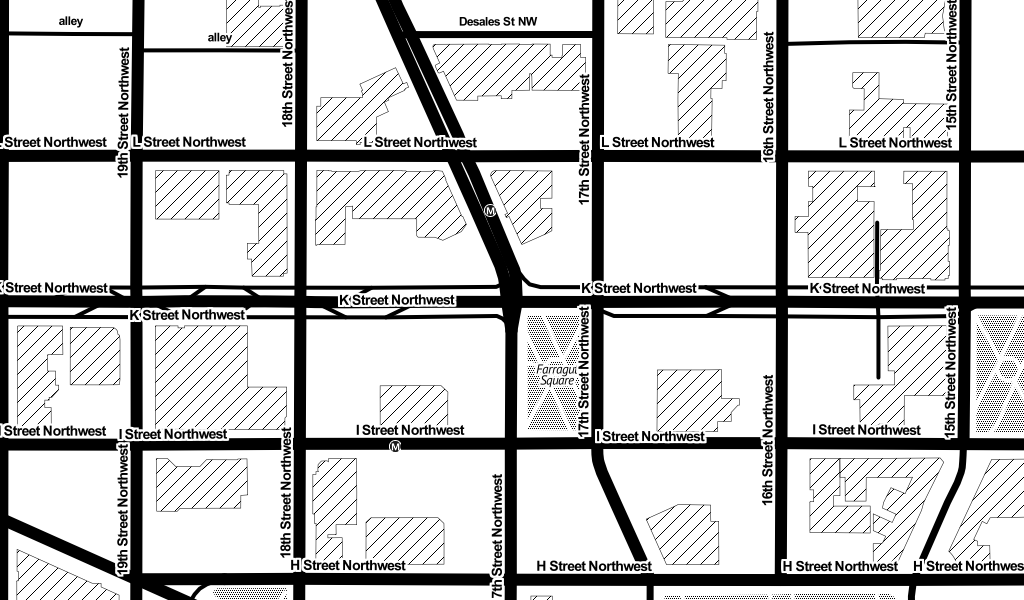 alley
Desales St NW
alley
19th Street Northwest
18th Street Northwest
17th Street Northwest
16th Street Northwest
15th Street Northwest
Street Northwest
L Street Northwest
L Street Northwest
L Street Northwest
L Street Northwest
M
K Street Northwest
K Street Northwest
K Street Northwest
K Street Northwest
K Street Northwest
Farragut
Square
17th Street Northwest
15th Street Northwest
16th Street Northwest
I Street Northwest
I Street Northwest
I Street Northwest
I Street Northwest
I Street Northwest
M
19th Street Northwest
18th Street Northwest
7th Street Northwest
H Street Northwest
H Street Northwest
H Street Northwest
H Street Northwes